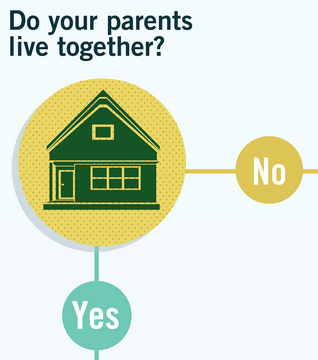 Do your parents
live together?
No
Yes